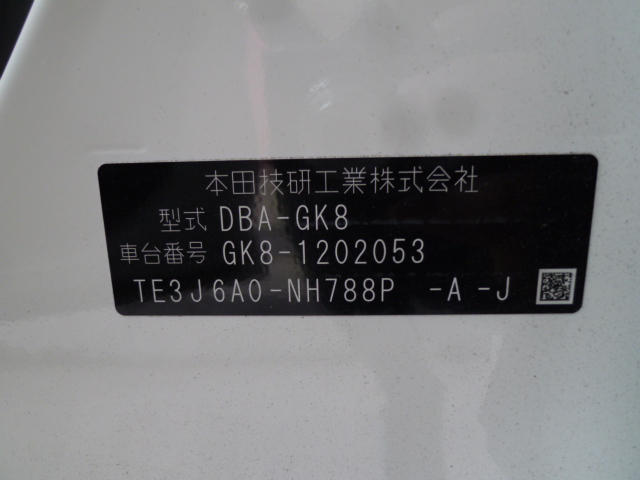 本田技研工業株式会社
型式 DBA-GK8
車台番号 GK8-1202053
TE3J6A0-NH788P -A -J